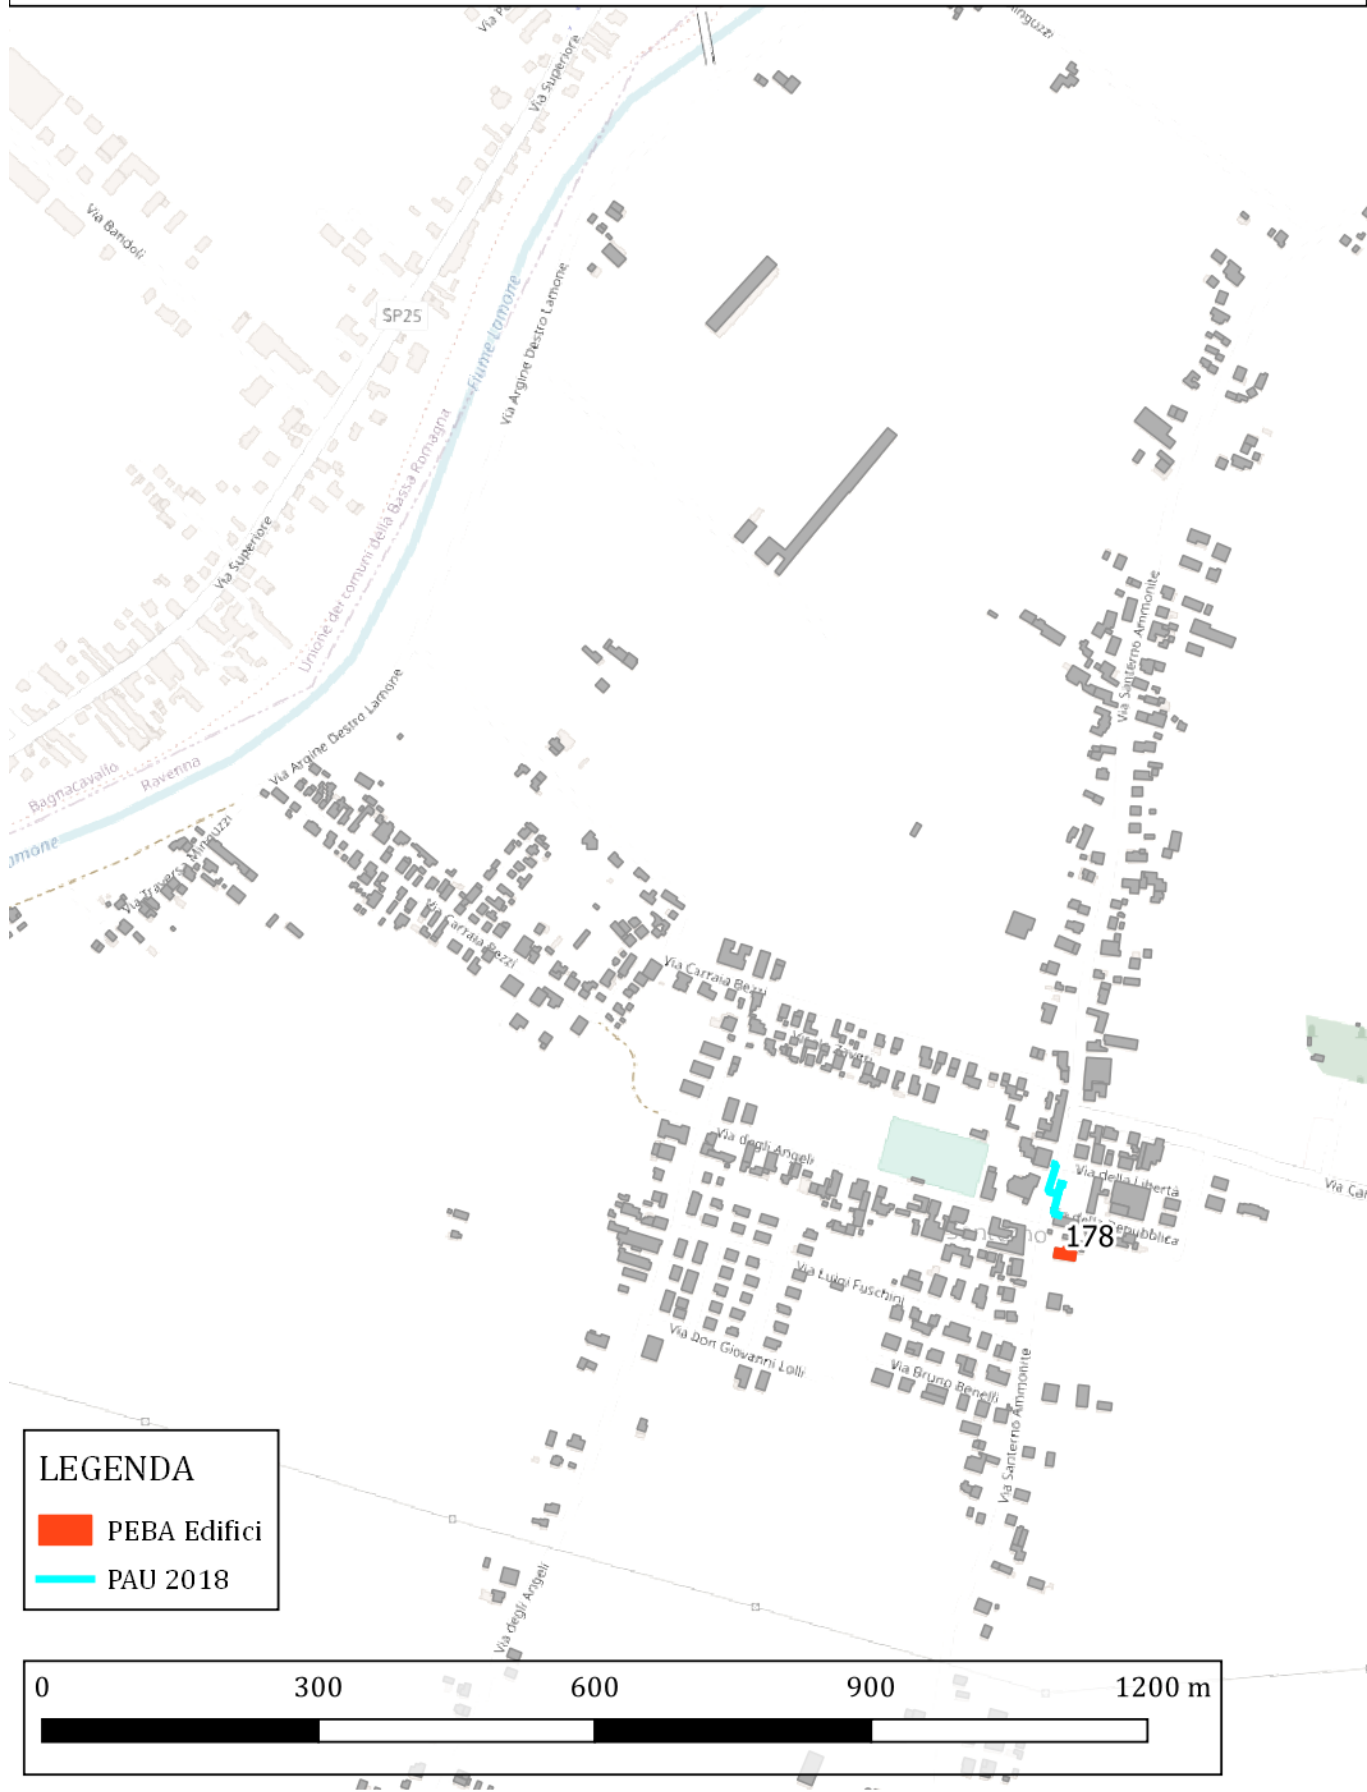 Via Superiore
Via Bandoli
SP25
Fiume Lamone
Via Argine Destro Lamone
Unione dei comuni della Bassa Romagna
Via Superiore
Via Santerno Ammonite
Via Argine Destro Lamone
Bagnacavallo
Ravenna
Via Traversa Minguzzi
Via Carraia Bezzi
Via Carraia Bezzi
Via degli Angeli
Via della Libertà
della Repubblica
178
Via Luigi Fuschini
Via Don Giovanni Lolli
Via Bruno Benelli
Via Santerno Ammonite
Via degli Angeli
LEGENDA
PEBA Edifici
PAU 2018
0 300 600 900 1200 m